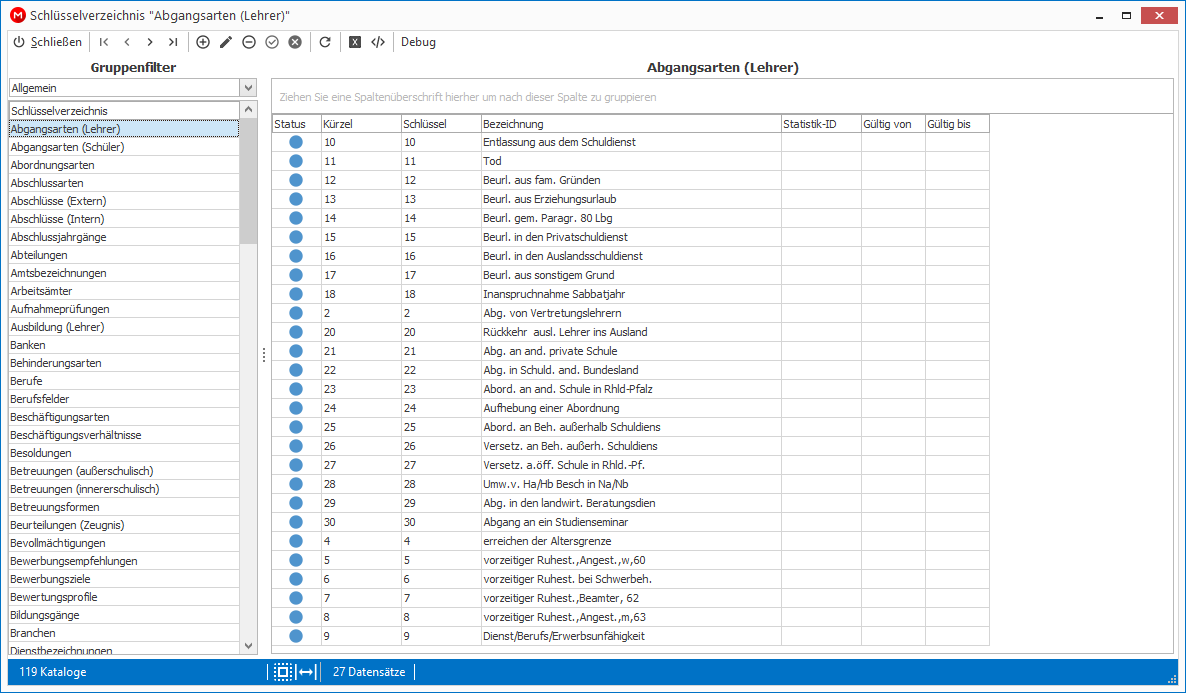 Schlüsselverzeichnis "Abgangsarten (Lehrer)"
Schließen Debug
Gruppenfilter
Allgemein
Schlüsselverzeichnis
Abgangsarten (Lehrer)
Abgangsarten (Schüler)
Abordnungsarten
Abschlussarten
Abschlüsse (Extern)
Abschlüsse (Intern)
Abschlussjahrgänge
Abteilungen
Amtsbezeichnungen
Arbeitsämter
Aufnahmeprüfungen
Ausbildung (Lehrer)
Banken
Behinderungsarten
Berufe
Berufsfelder
Beschäftigungsarten
Beschäftigungsverhältnisse
Besoldungen
Betreuungen (außerschulisch)
Betreuungen (innererschulisch)
Betreuungsformen
Beurteilungen (Zeugnis)
Bevollmächtigungen
Bewerbungsempfehlungen
Bewerbungsziele
Bewertungsprofile
Bildungsgänge
Branchen
Dienstbezeichnungen
Abgangsarten (Lehrer)
Ziehen Sie eine Spaltenüberschrift hierher um nach dieser Spalte zu gruppieren
Status Kürzel Schlüssel Bezeichnung Statistik-ID Gültig von Gültig bis
10 10 Entlassung aus dem Schuldienst
11 11 Tod
12 12 Beurl. aus fam. Gründen
13 13 Beurl. aus Erziehungsurlaub
14 14 Beurl. gem. Paragr. 80 Lbg
15 15 Beurl. in den Privatschuldienst
16 16 Beurl. in den Auslandsschuldienst
17 17 Beurl. aus sonstigem Grund
18 18 Inanspruchnahme Sabbatjahr
2 2 Abg. von Vertretungslehrern
20 20 Rückkehr  ausl. Lehrer ins Ausland
21 21 Abg. an and. private Schule
22 22 Abg. in Schuld. and. Bundesland
23 23 Abord. an and. Schule in Rhld-Pfalz
24 24 Aufhebung einer Abordnung
25 25 Abord. an Beh. außerhalb Schuldiens
26 26 Versetz. an Beh. außerh. Schuldiens
27 27 Versetz. a.öff. Schule in Rhld.-Pf.
28 28 Umw.v. Ha/Hb Besch in Na/Nb
29 29 Abg. in den landwirt. Beratungsdien
30 30 Abgang an ein Studienseminar
4 4 erreichen der Altersgrenze
5 5 vorzeitiger Ruhest.,Angest.,w,60
6 6 vorzeitiger Ruhest. bei Schwerbeh.
7 7 vorzeitiger Ruhest.,Beamter, 62
8 8 vorzeitiger Ruhest.,Angest.,m,63
9 9 Dienst/Berufs/Erwerbsunfähigkeit
119 Kataloge 27 Datensätze